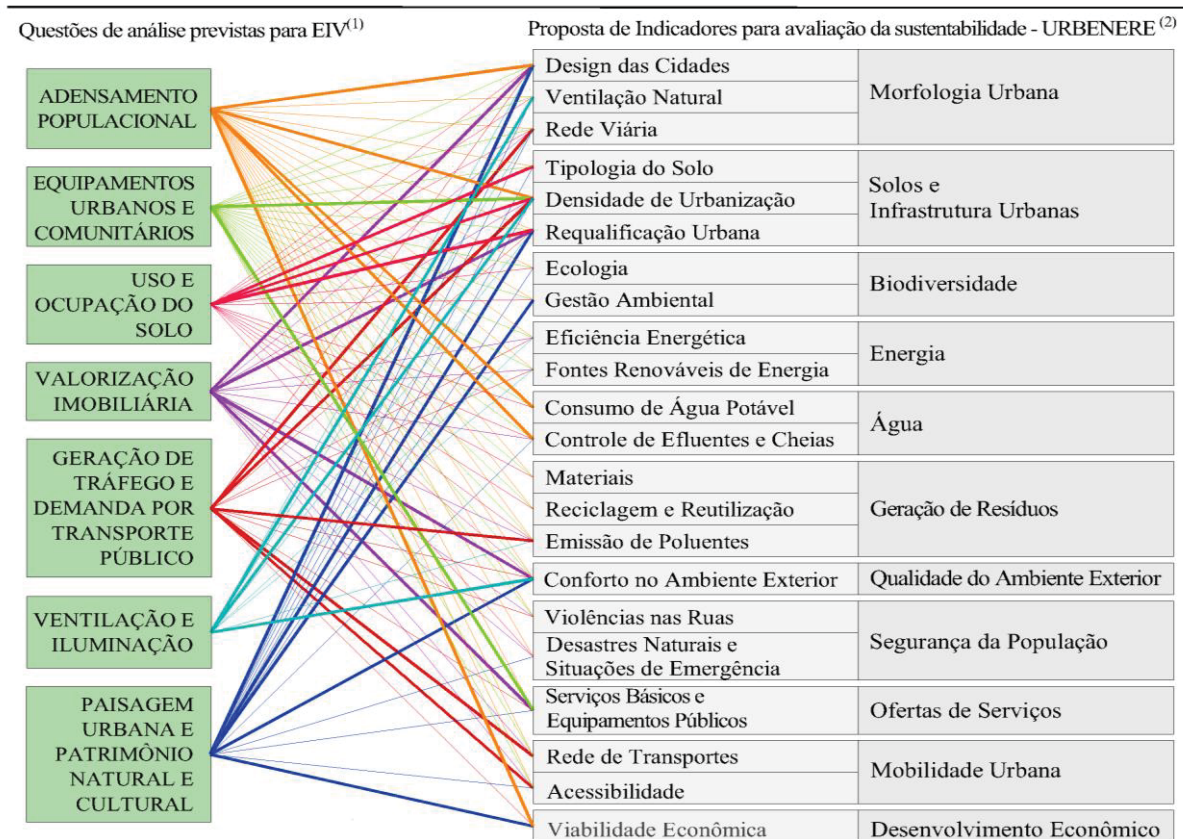 Questões de análise previstas para EIV(1)
Proposta de Indicadores para avaliação da sustentabilidade - URBENERE (2)
ADENSAMENTO
POPULACIONAL
EQUIPAMENTOS
URBANOS E
COMUNITÁRIOS
USO E
OCUPAÇÃO DO
SOLO
VALORIZAÇÃO
IMOBILIÁRIA
GERAÇÃO DE
TRÁFEGO E
DEMANDA POR
TRANSPORTE
PÚBLICO
VENTILAÇÃO E
ILUMINAÇÃO
PAISAGEM
URBANA E
PATRIMÔNIO
NATURAL E
CULTURAL
Design das Cidades
Ventilação Natural
Rede Viária
Morfologia Urbana
Tipologia do Solo
Densidade de Urbanização
Requalificação Urbana
Solos e
Infrastrutura Urbanas
Ecologia
Gestão Ambiental
Biodiversidade
Eficiência Energética
Fontes Renováveis de Energia
Energia
Consumo de Água Potável
Controle de Efluentes e Cheias
Água
Materiais
Reciclagem e Reutilização
Emissão de Poluentes
Geração de Resíduos
Conforto no Ambiente Exterior
Qualidade do Ambiente Exterior
Violências nas Ruas
Desastres Naturais e
Situações de Emergência
Segurança da População
Serviços Básicos e
Equipamentos Públicos
Ofertas de Serviços
Rede de Transportes
Acessibilidade
Mobilidade Urbana
Viabilidade Econômica
Desenvolvimento Econômico